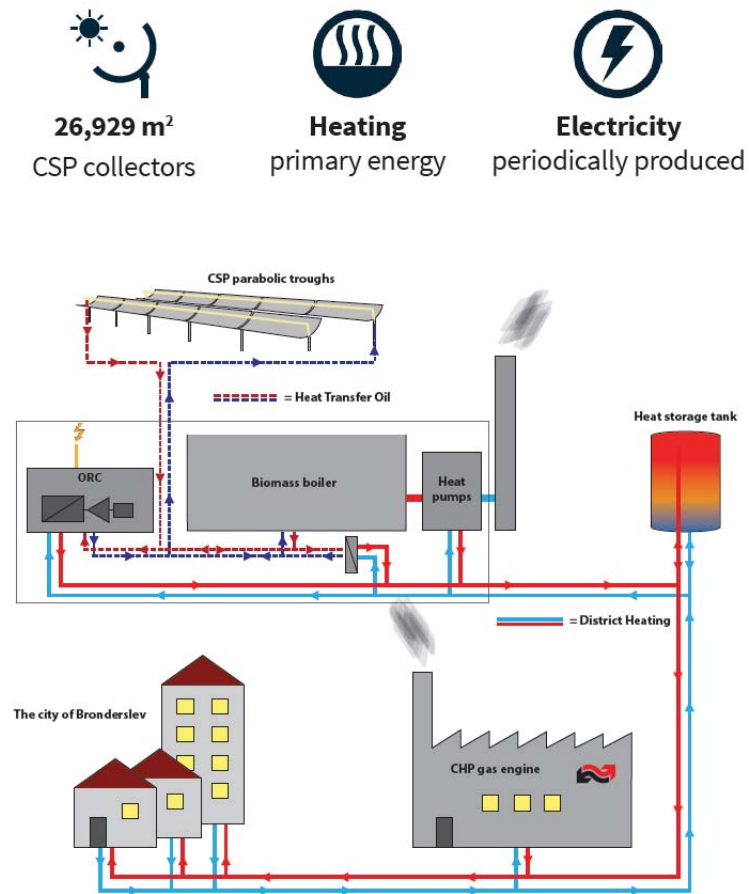 26,929 m²
CSP collectors
Heating
primary energy
Electricity
periodically produced
CSP parabolic troughs
= Heat Transfer Oil
Heat storage tank
ORC
Biomass boiler
Heat
pumps
= District Heating
The city of Bronderslev
CHP gas engine